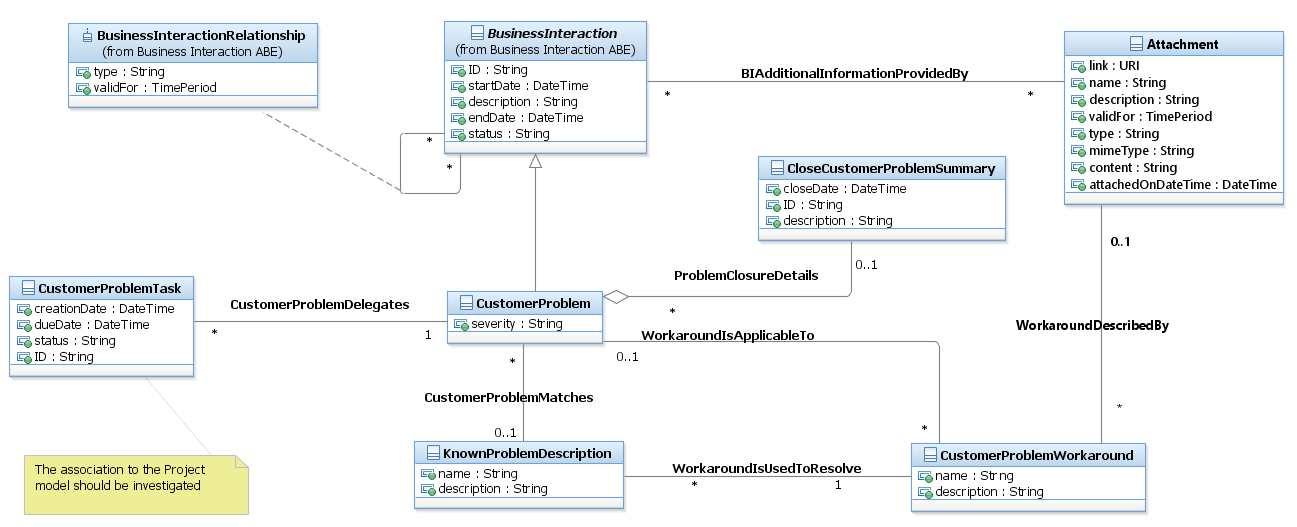 BusinessInteractionRelationship
(from Business Interaction ABE)
type : String
validFor : TimePeriod
BusinessInteraction
(from Business Interaction ABE)
ID : String
startDate : DateTime
description : String
endDate : DateTime
status : String
*
*
BIAdditionalInformationProvidedBy
*
*
Attachment
link : URI
name : String
description : String
validFor : TimePeriod
type : String
mimeType : String
content : String
attachedOnDateTime : DateTime
CloseCustomerProblemSummary
closeDate : DateTime
ID : String
description : String
0..1
0..1
ProblemClosureDetails
*
CustomerProblemTask
creationDate : DateTime
dueDate : DateTime
status : String
ID : String
CustomerProblemDelegates
*
1
CustomerProblem
severity : String
WorkaroundIsApplicableTo
0..1
*
WorkaroundDescribedBy
*
*
CustomerProblemMatches
0..1
KnownProblemDescription
name : String
description : String
WorkaroundIsUsedToResolve
*
1
CustomerProblemWorkaround
name : String
description : String
The association to the Project
model should be investigated